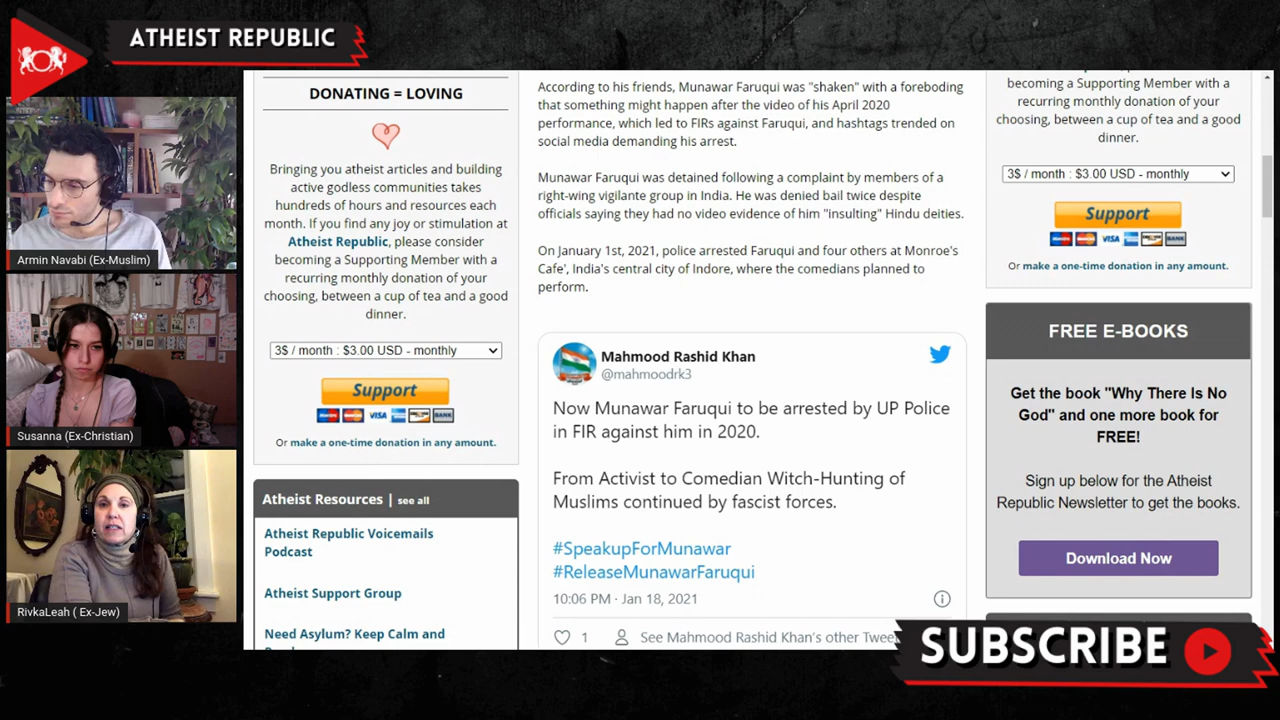 ATHEIST REPUBLIC
Armin Navabi (Ex-Muslim)
Susanna (Ex-Christian)
RivkaLeah ( Ex-Jew)
DONATING = LOVING
Bringing you atheist articles and building
active godless communities takes
hundreds of hours and resources each
month. If you find any joy or stimulation at
Atheist Republic, please consider
becoming a Supporting Member with a
recurring monthly donation of your
choosing, between a cup of tea and a good
dinner.
3$ / month : $3.00 USD - monthly
Support
VISA
BANK
Or make a one-time donation in any amount.
Atheist Resources | see all
Atheist Republic Voicemails
Podcast
Atheist Support Group
Need Asylum? Keep Calm and
According to his friends, Munawar Faruqui was "shaken" with a foreboding
that something might happen after the video of his April 2020
performance, which led to FIRs against Faruqui, and hashtags trended on
social media demanding his arrest.
Munawar Faruqui was detained following a complaint by members of a
right-wing vigilante group in India. He was denied bail twice despite
officials saying they had no video evidence of him "insulting" Hindu deities.
On January 1st, 2021, police arrested Faruqui and four others at Monroe's
Cafe', India's central city of Indore, where the comedians planned to
perform.
Mahmood Rashid Khan
@mahmoodrk3
Now Munawar Faruqui to be arrested by UP Police
in FIR against him in 2020.
From Activist to Comedian Witch-Hunting of
Muslims continued by fascist forces.
#SpeakupForMunawar
#ReleaseMunawarFaruqui
10:06 PM · Jan 18, 2021
1 See Mahmood Rashid Khan's other
becoming a Supporting Member with a
recurring monthly donation of your
choosing, between a cup of tea and a good
dinner.
3$ / month : $3.00 USD - monthly
Support
VISA
BANK
Or make a one-time donation in any amount.
FREE E-BOOKS
Get the book "Why There Is No
God" and one more book for
FREE!
Sign up below for the Atheist
Republic Newsletter to get the books.
Download Now
SUBSCRIBE